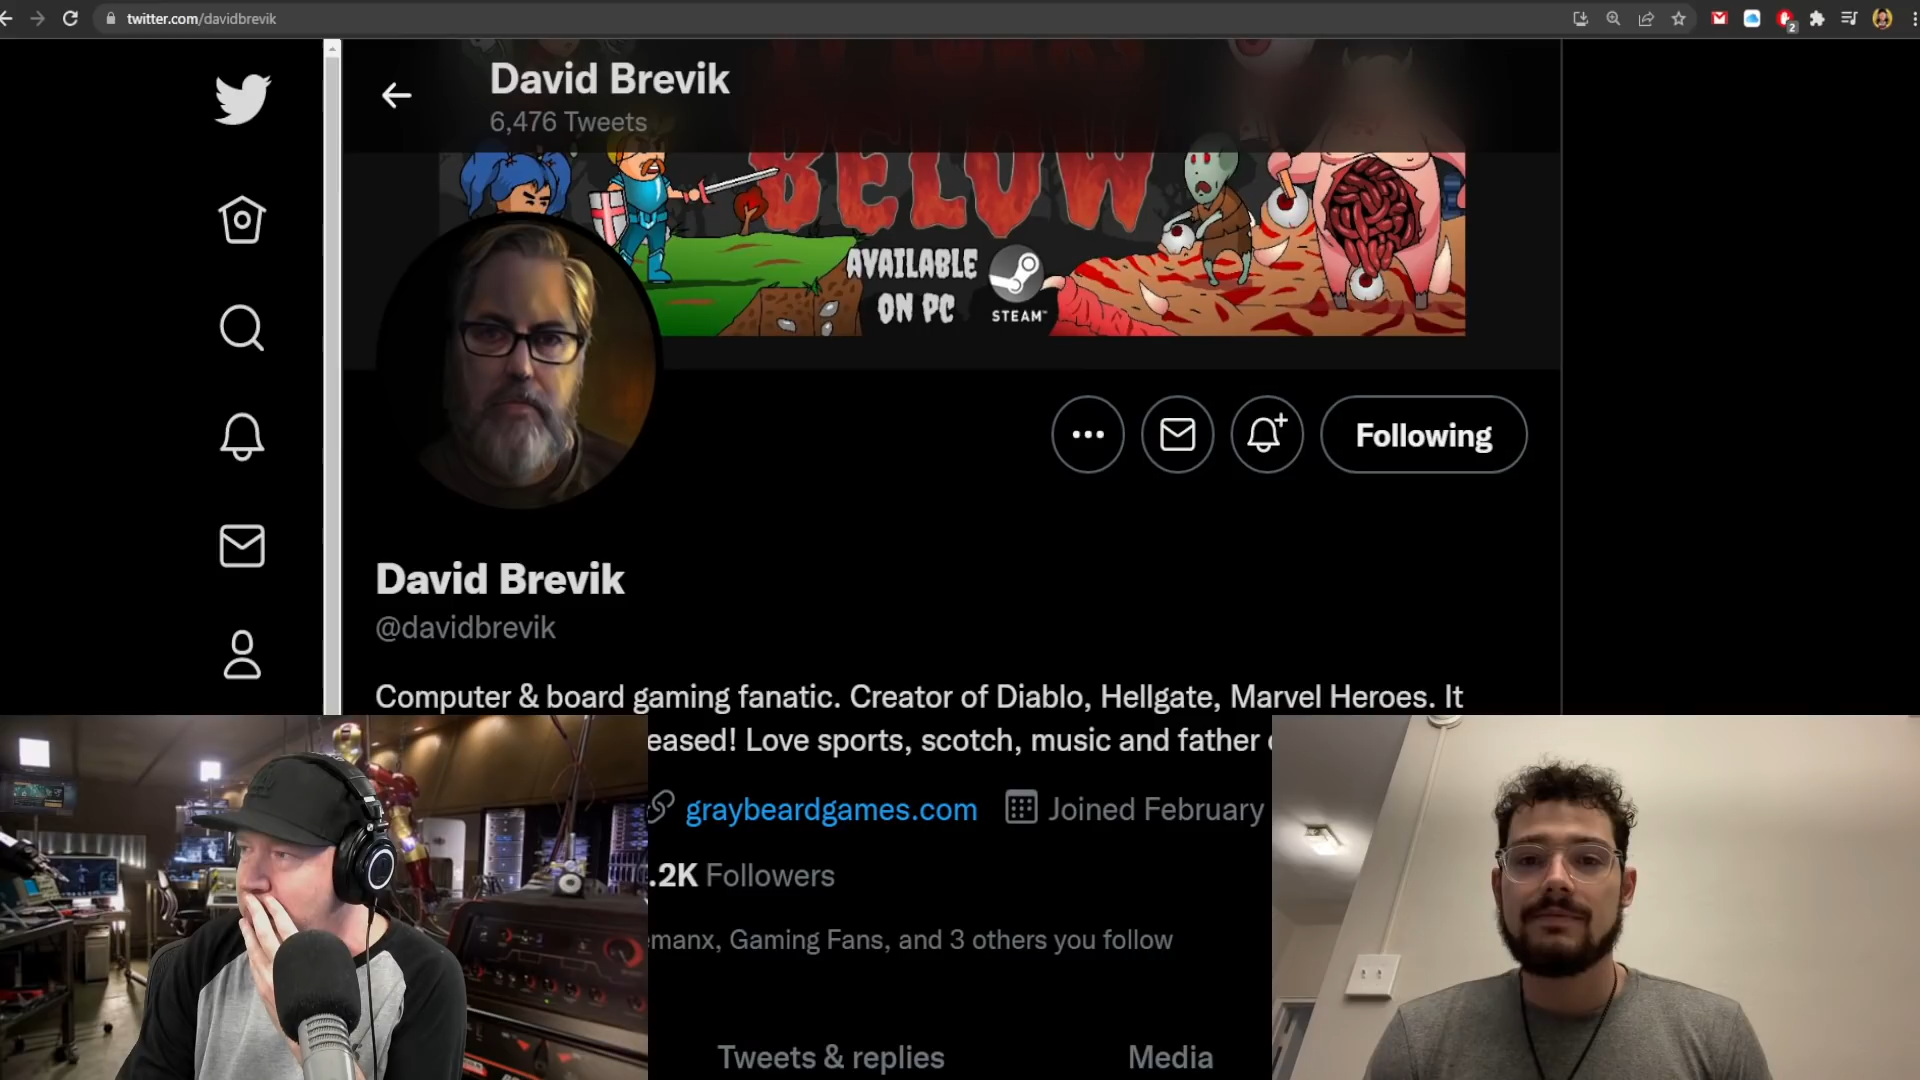 twitter.com/davidbrevik
2
David Brevik
6,476 Tweets
BELOW
AVAILABLE
ON PC
STEAM
David Brevik
@davidbrevik
Following
Computer & board gaming fanatic. Creator of Diablo, Hellgate, Marvel Heroes. It
eased! Love sports, scotch, music and father
graybeardgames.com
Joined February
.2K Followers
emanx, Gaming Fans, and 3 others you follow
Tweets & replies
Media